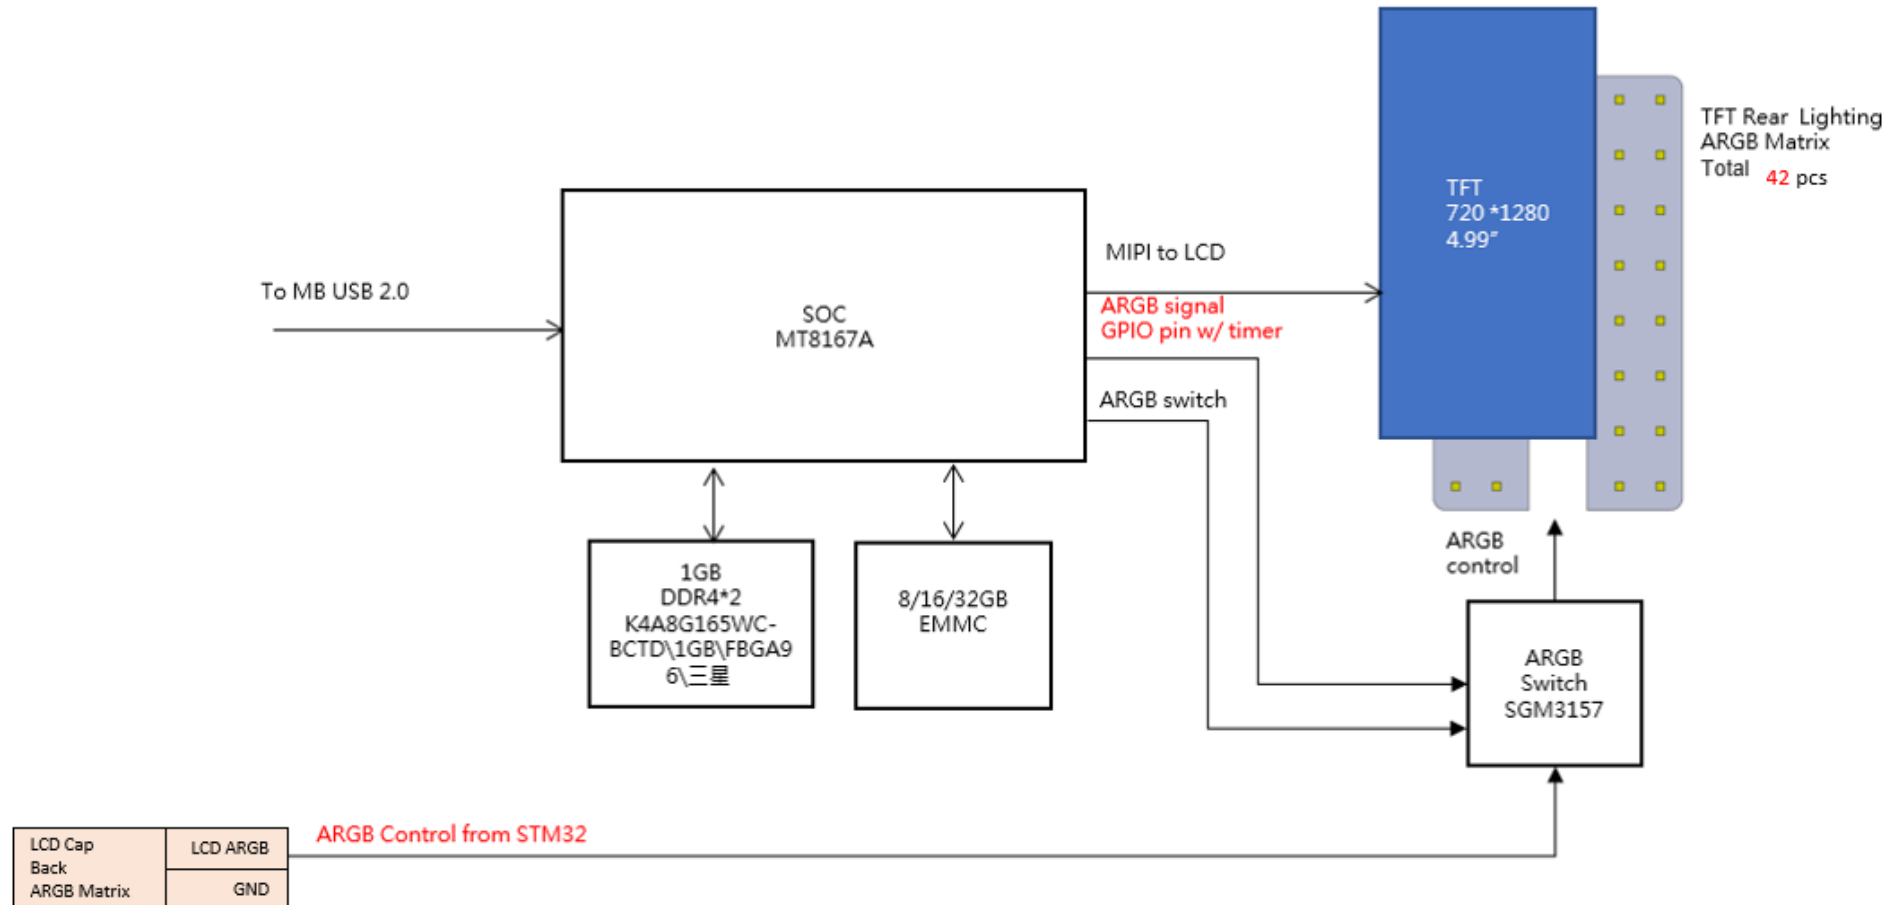 TFT Rear Lighting
ARGB Matrix
Total 42 pcs
TFT
720 *1280
4.99"
MIPI to LCD
To MB USB 2.0
ARGB signal
GPIO pin w/ timer
SOC
MT8167A
ARGB switch
ARGB
control
1GB
DDR4*2
K4A8G165WC-
BCTD\1GB\FBGA9
6\三星
8/16/32GB
EMMC
ARGB
Switch
SGM3157
ARGB Control from STM32
LCD Cap
Back
ARGB Matrix
LCD ARGB
GND